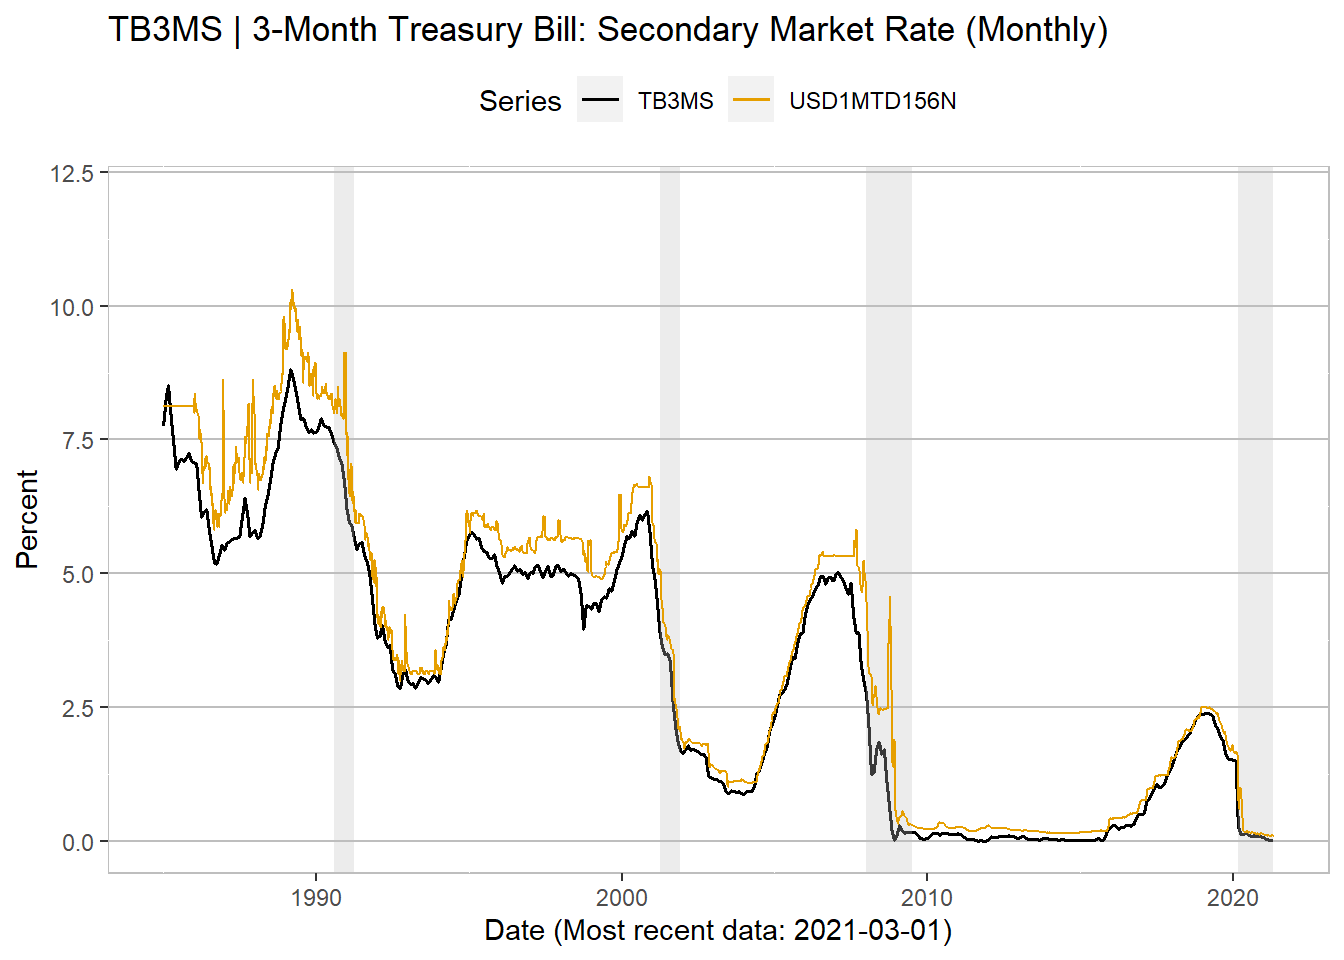 TB3MS | 3-Month Treasury Bill: Secondary Market Rate (Monthly)
Series TB3MS USD1MTD156N
12.5
10.0
7.5
5.0
2.5
0.0
Percent
1990 2000 2010 2020
Date (Most recent data: 2021-03-01)